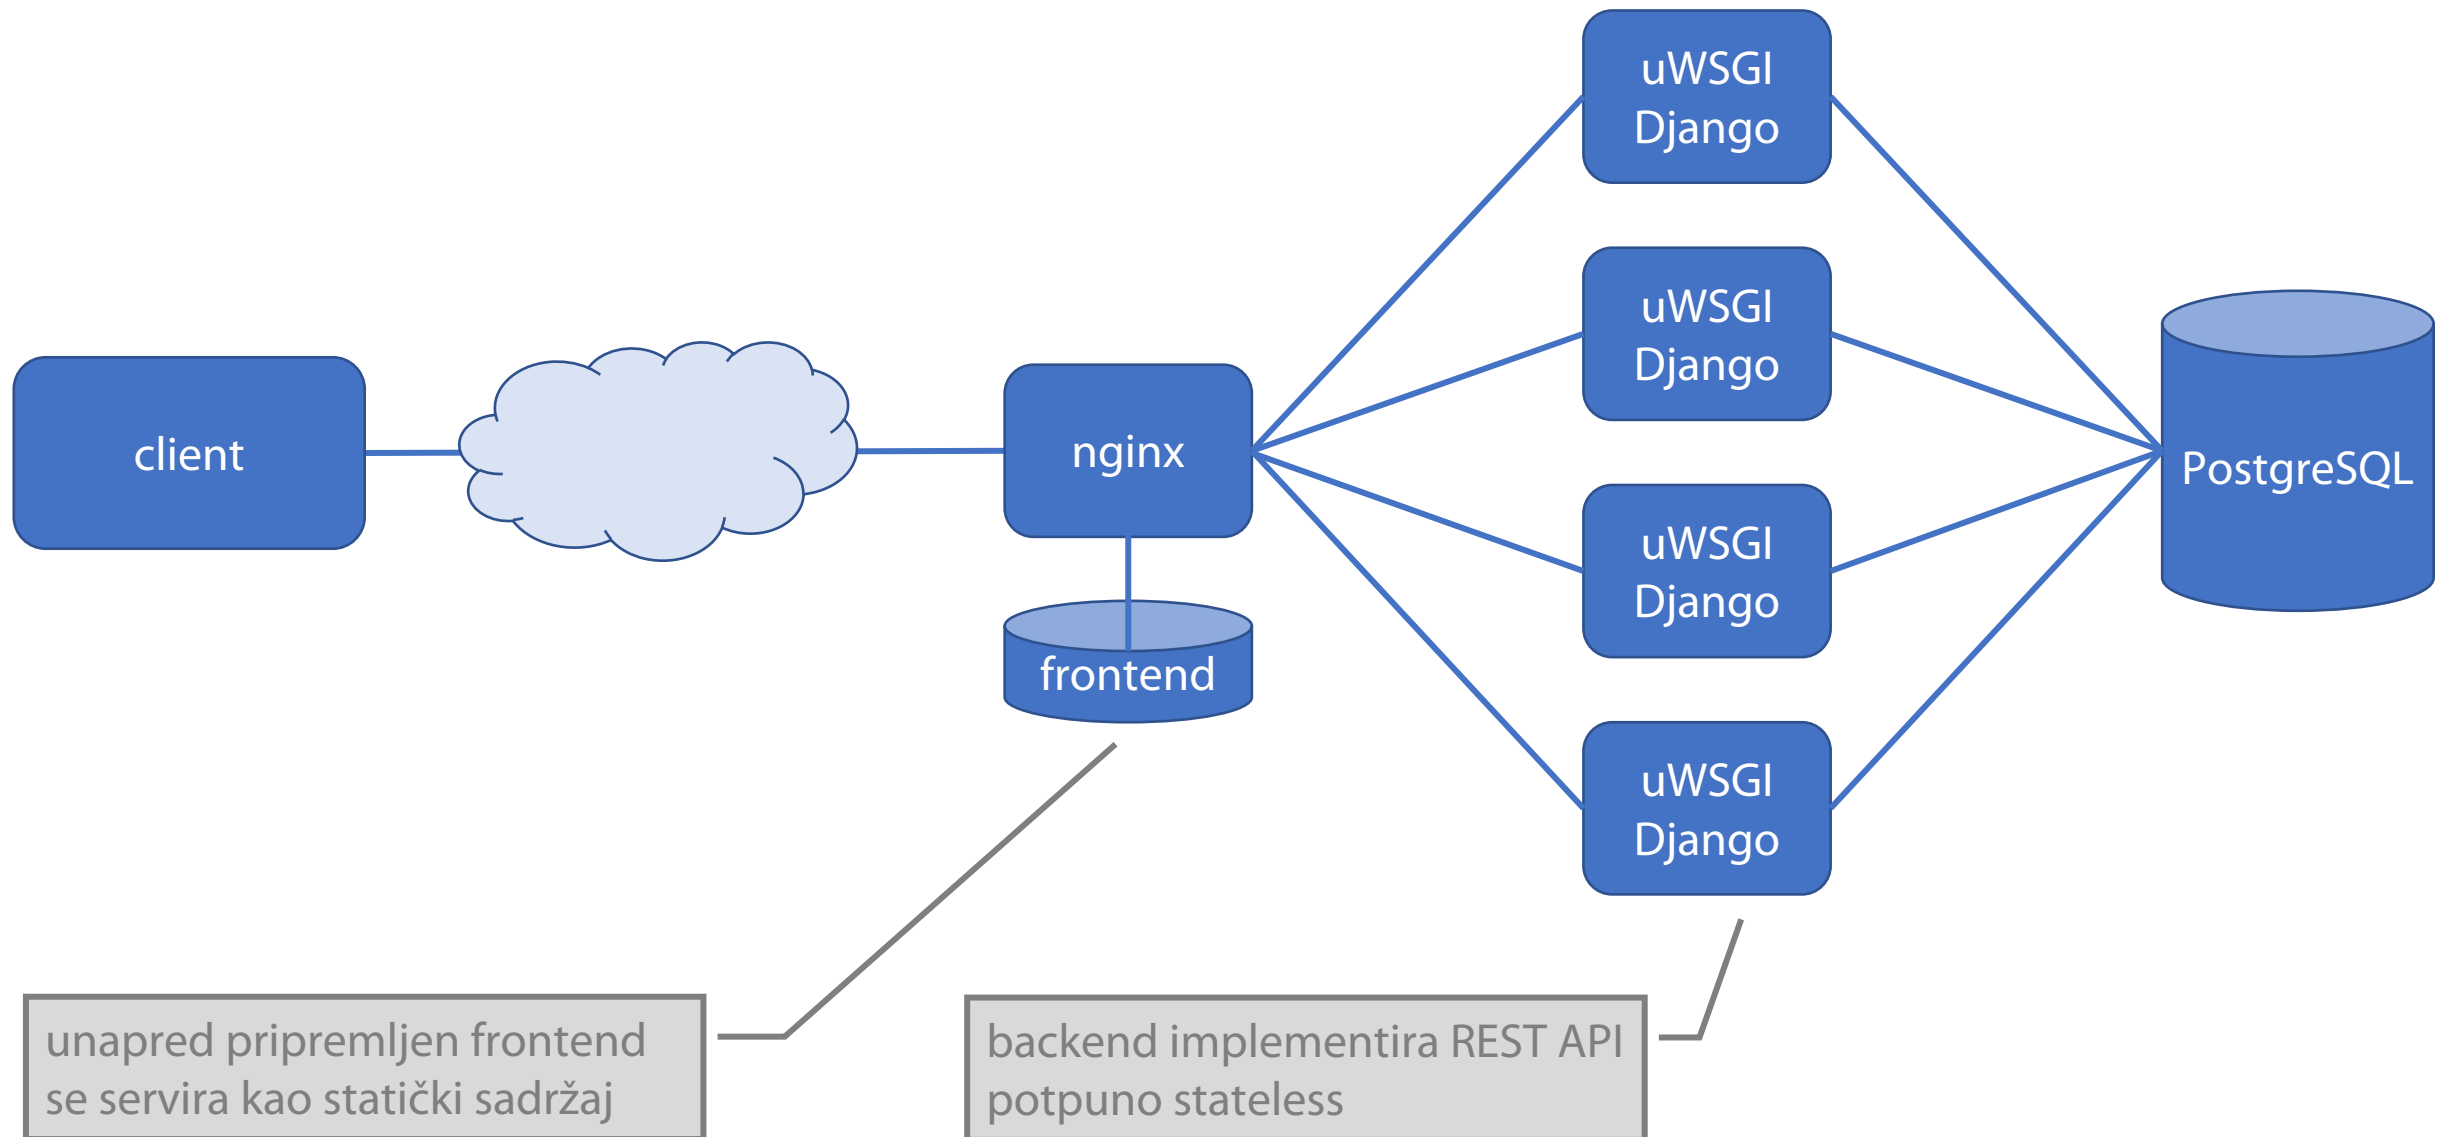 client
nginx
frontend
uWSGI
Django
uWSGI
Django
uWSGI
Django
uWSGI
Django
PostgreSQL
unapred pripremljen frontend
se servira kao statički sadržaj
backend implementira REST API
potpuno stateless